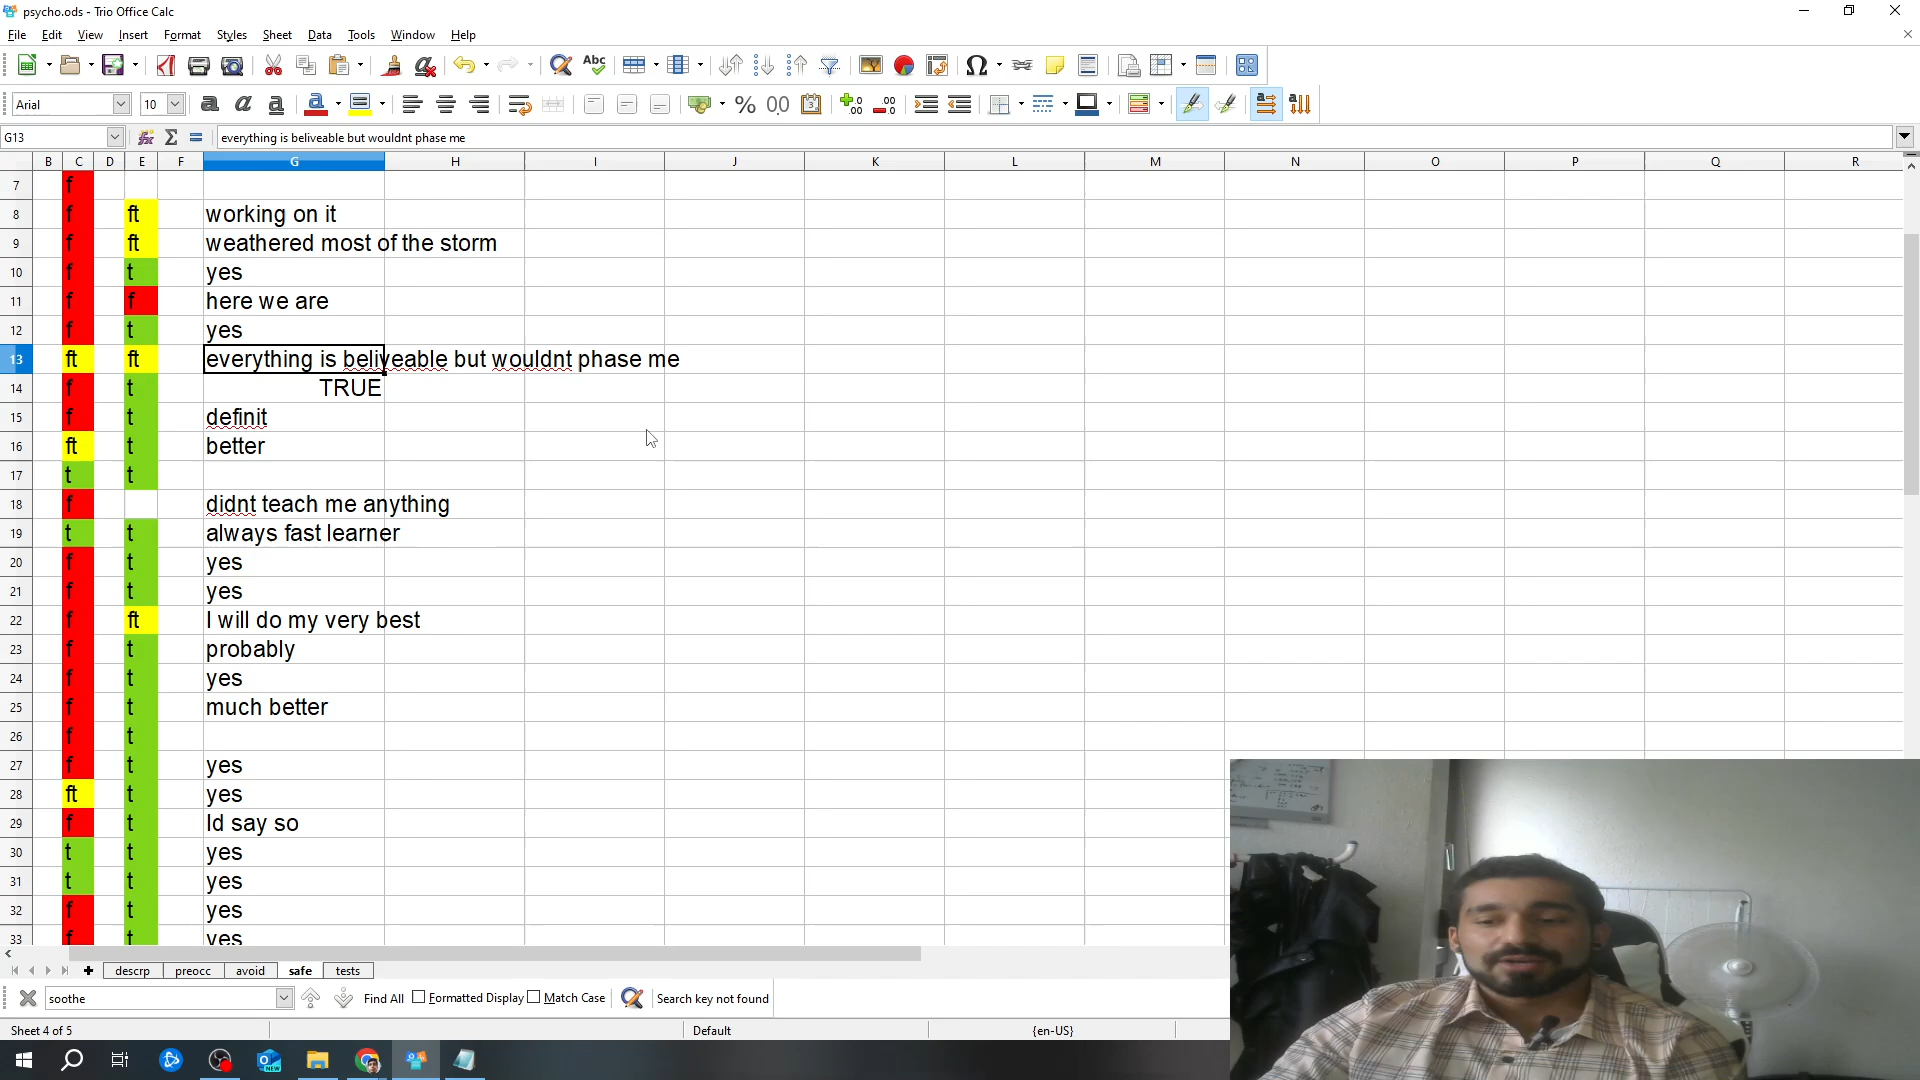 psycho.ods - Trio Office Calc
File Edit View Insert Format Styles Sheet Data Tools Window Help
Arial 10
G13 everything is beliveable but wouldnt phase me
B C D E F G H I J K L M N O P Q R
7 f
8 f ft working on it
9 f ft weathered most of the storm
10 f t yes
11 f f here we are
12 f t yes
13 ft ft everything is beliveable but wouldnt phase me
14 f t TRUE
15 f t definit
16 ft t better
17 t t
18 f didnt teach me anything
19 t t always fast learner
20 f t yes
21 f t yes
22 f ft I will do my very best
23 f t probably
24 f t yes
25 f t much better
26 f t
27 f t yes
28 ft t yes
29 f t Id say so
30 t t yes
31 t t yes
32 f t yes
33 f t yes
descrp preocc avoid safe tests
soothe Find All Formatted Display Match Case Search key not found
Sheet 4 of 5 Default {en-US}